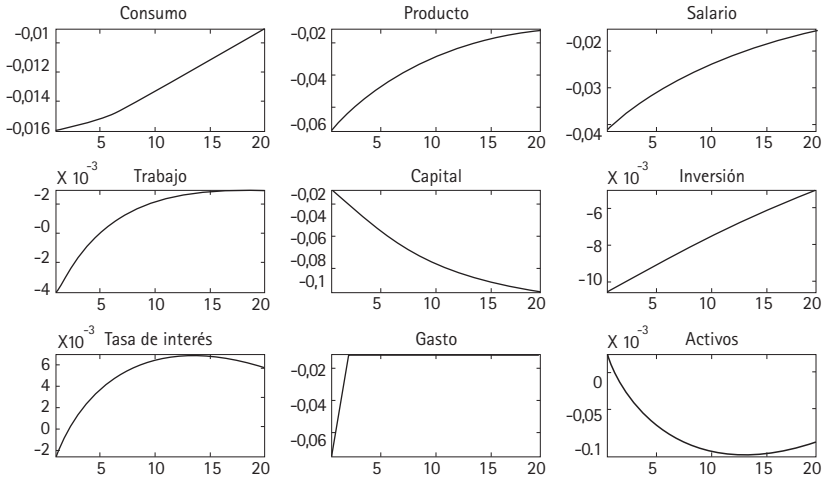 Consumo
-0,01
-0,012
-0,014
-0,016
5 10 15 20
Producto
-0,02
-0,04
-0,06
5 10 15 20
Salario
-0,02
-0,03
-0,04
5 10 15 20
X 10⁻³ Trabajo
-2
-0
2
-4
5 10 15 20
Capital
-0,02
-0,04
-0,06
-0,08
-0,1
5 10 15 20
X 10⁻³ Inversión
-6
-8
-10
5 10 15 20
X10⁻³ Tasa de interés
6
4
2
0
-2
5 10 15 20
Gasto
-0,02
-0,04
-0,06
5 10 15 20
X 10⁻³ Activos
0
-0,05
-0.1
5 10 15 20